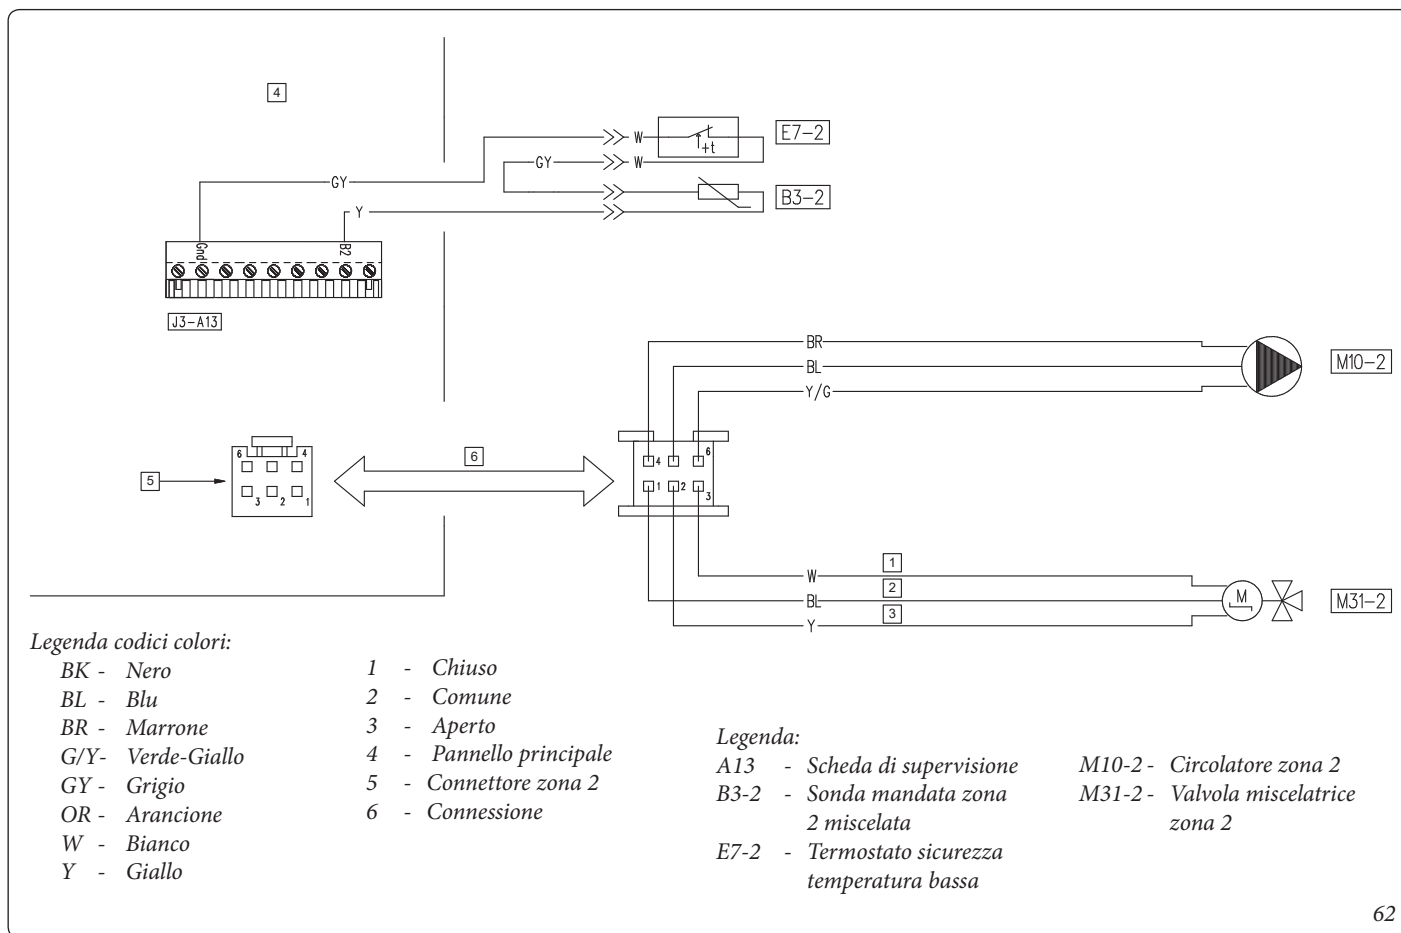 4
E7-2
W
+t
GY
W
GY
B3-2
Y
Gnd
B2
J3-A13
BR
M10-2
BL
Y/G
6
4
3
2
1
5
6
4
6
1
2
3
1
W
2
BL
M
M31-2
3
Y
Legenda codici colori:
BK - Nero
BL - Blu
BR - Marrone
G/Y- Verde-Giallo
GY - Grigio
OR - Arancione
W - Bianco
Y - Giallo
1 - Chiuso
2 - Comune
3 - Aperto
4 - Pannello principale
5 - Connettore zona 2
6 - Connessione
Legenda:
A13 - Scheda di supervisione
B3-2 - Sonda mandata zona
2 miscelata
E7-2 - Termostato sicurezza
temperatura bassa
M10-2 - Circolatore zona 2
M31-2 - Valvola miscelatrice
zona 2
62